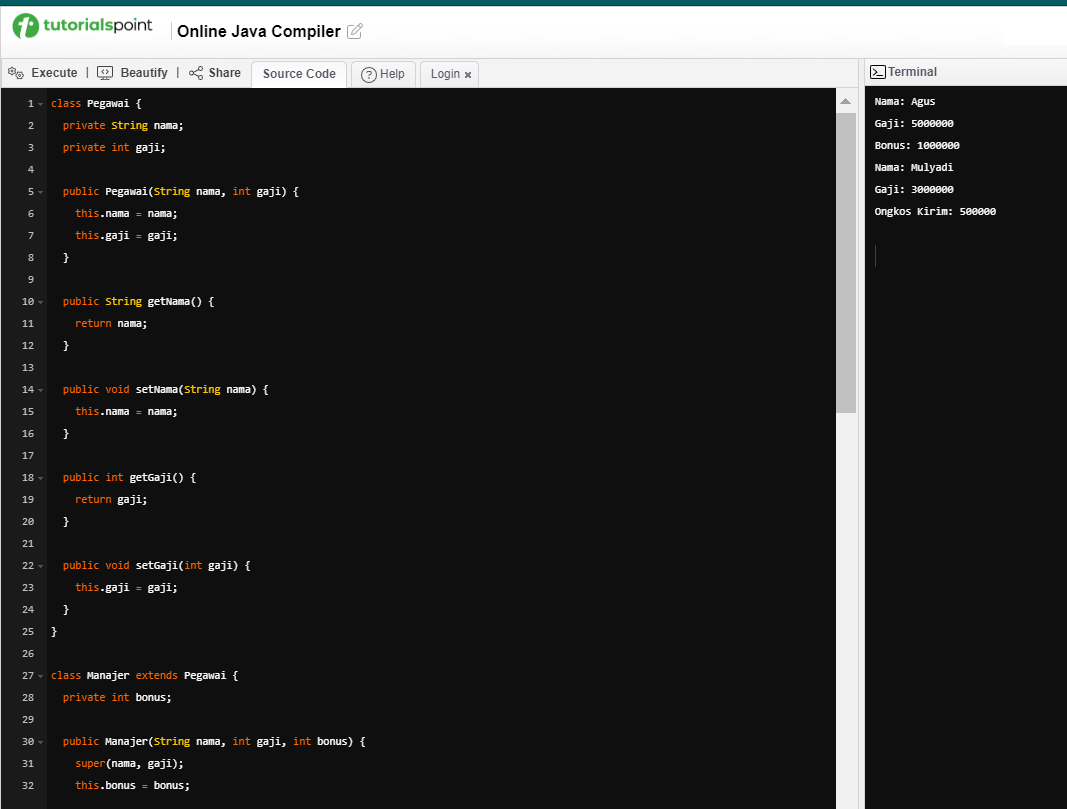 tutorialspoint
Online Java Compiler
Execute | Beautify | Share Source Code Help Login × Terminal
1 class Pegawai {
2 private String nama;
3 private int gaji;
4
5 public Pegawai(String nama, int gaji) {
6 this.nama = nama;
7 this.gaji = gaji;
8 }
9
10 public String getNama() {
11 return nama;
12 }
13
14 public void setNama(String nama) {
15 this.nama = nama;
16 }
17
18 public int getGaji() {
19 return gaji;
20 }
21
22 public void setGaji(int gaji) {
23 this.gaji = gaji;
24 }
25 }
26
27 class Manajer extends Pegawai {
28 private int bonus;
29
30 public Manajer(String nama, int gaji, int bonus) {
31 super(nama, gaji);
32 this.bonus = bonus;
Nama: Agus
Gaji: 5000000
Bonus: 1000000
Nama: Mulyadi
Gaji: 3000000
Ongkos Kirim: 500000